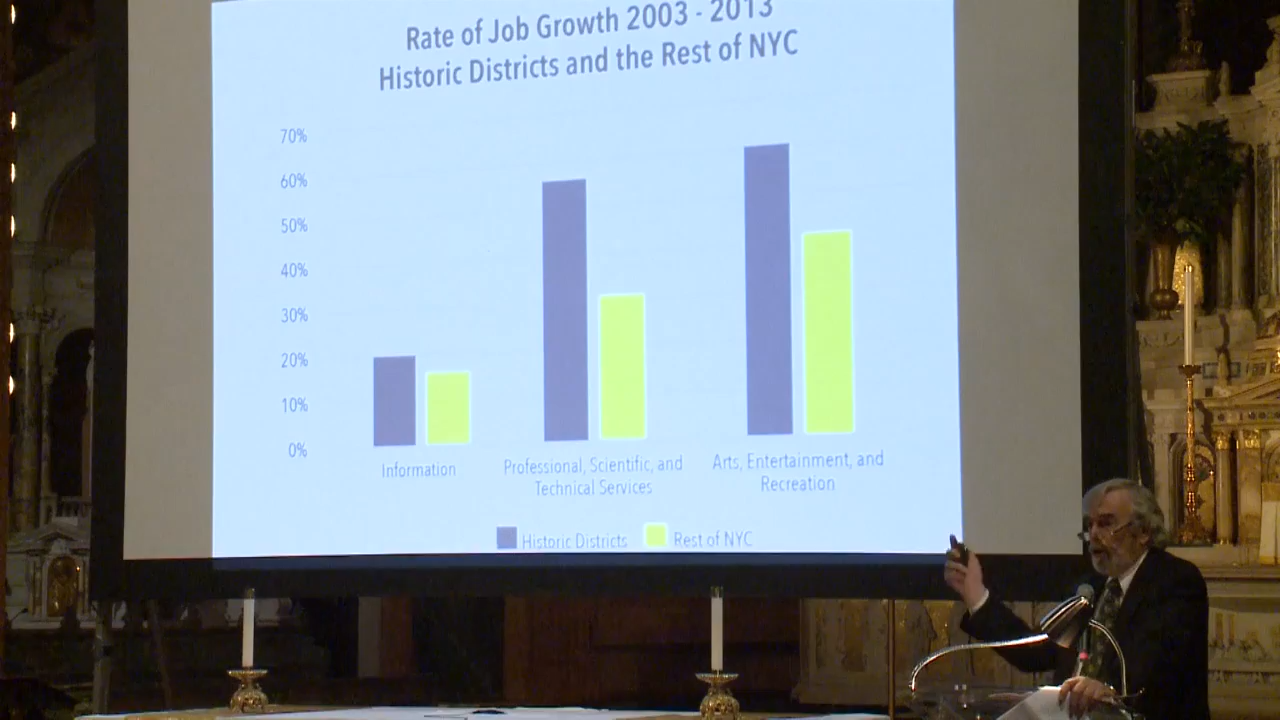 Rate of Job Growth 2003 - 2013
Historic Districts and the Rest of NYC
70%
60%
50%
40%
30%
20%
10%
0%
Information
Professional, Scientific, and
Technical Services
Arts, Entertainment, and
Recreation
Historic Districts
Rest of NYC